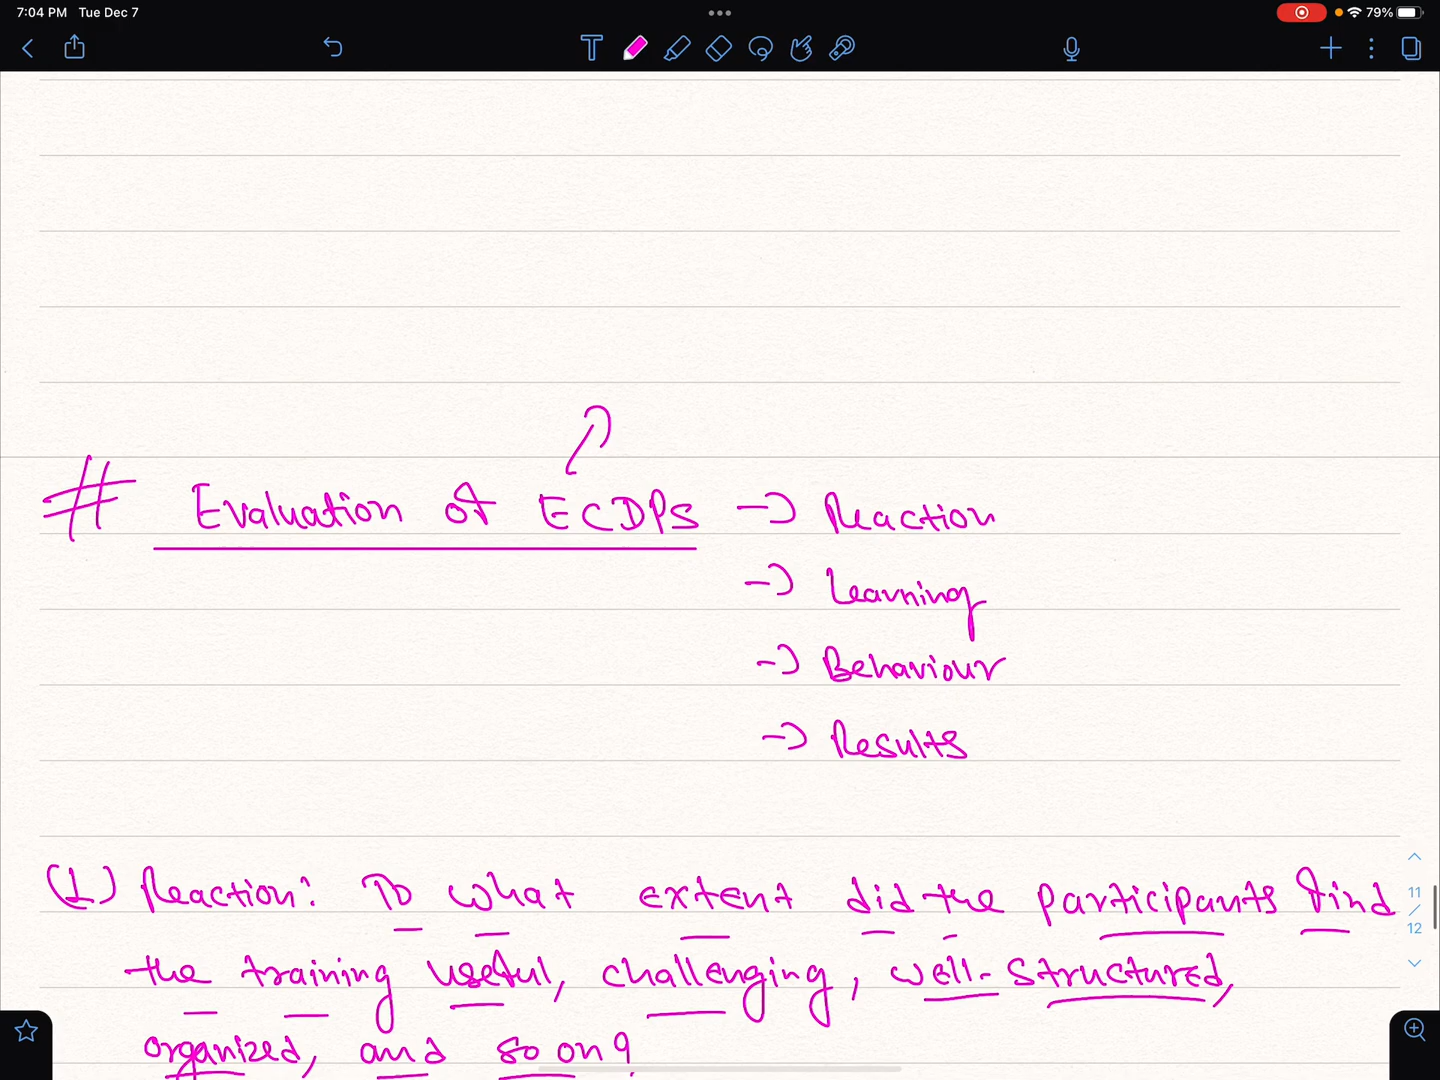 7:04 PM Tue Dec 7
79%
# Evaluation of ECDPs → Reaction
→ Learning
→ Behaviour
→ Results
(1) Reaction: To what extent did the participants find
the training useful, challenging, well-structured,
organized, and so on?
11
/
12